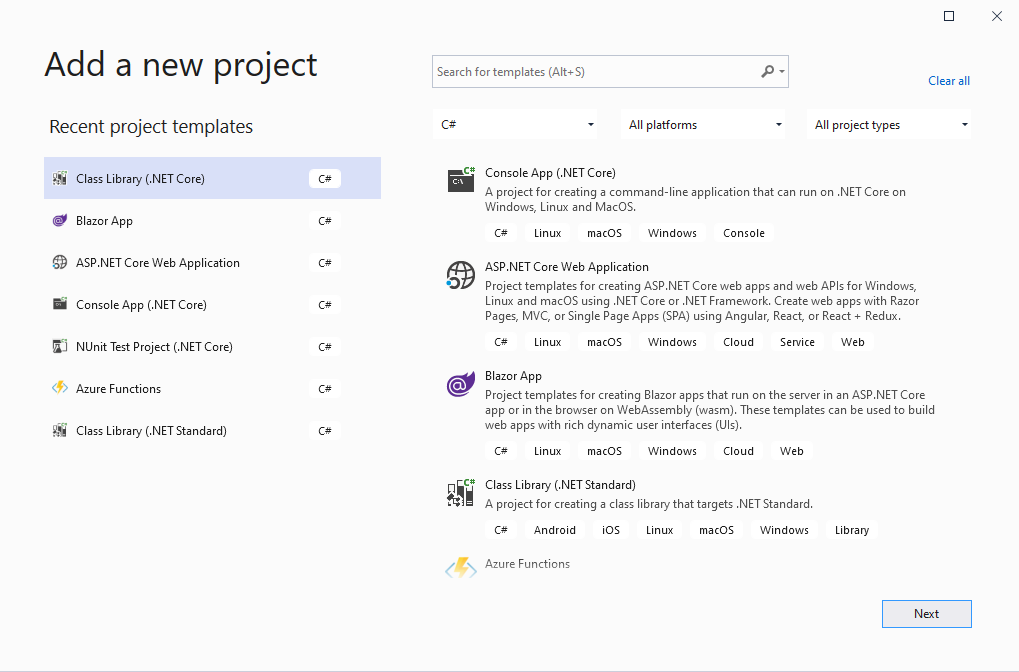 Add a new project
Search for templates (Alt+S)
Clear all
Recent project templates
C#
All platforms
All project types
Class Library (.NET Core) C#
Blazor App C#
ASP.NET Core Web Application C#
Console App (.NET Core) C#
NUnit Test Project (.NET Core) C#
Azure Functions C#
Class Library (.NET Standard) C#
Console App (.NET Core)
A project for creating a command-line application that can run on .NET Core on
Windows, Linux and MacOS.
C# Linux macOS Windows Console
ASP.NET Core Web Application
Project templates for creating ASP.NET Core web apps and web APIs for Windows,
Linux and macOS using .NET Core or .NET Framework. Create web apps with Razor
Pages, MVC, or Single Page Apps (SPA) using Angular, React, or React + Redux.
C# Linux macOS Windows Cloud Service Web
Blazor App
Project templates for creating Blazor apps that run on the server in an ASP.NET Core
app or in the browser on WebAssembly (wasm). These templates can be used to build
web apps with rich dynamic user interfaces (UIs).
C# Linux macOS Windows Cloud Web
Class Library (.NET Standard)
A project for creating a class library that targets .NET Standard.
C# Android iOS Linux macOS Windows Library
Azure Functions
Next